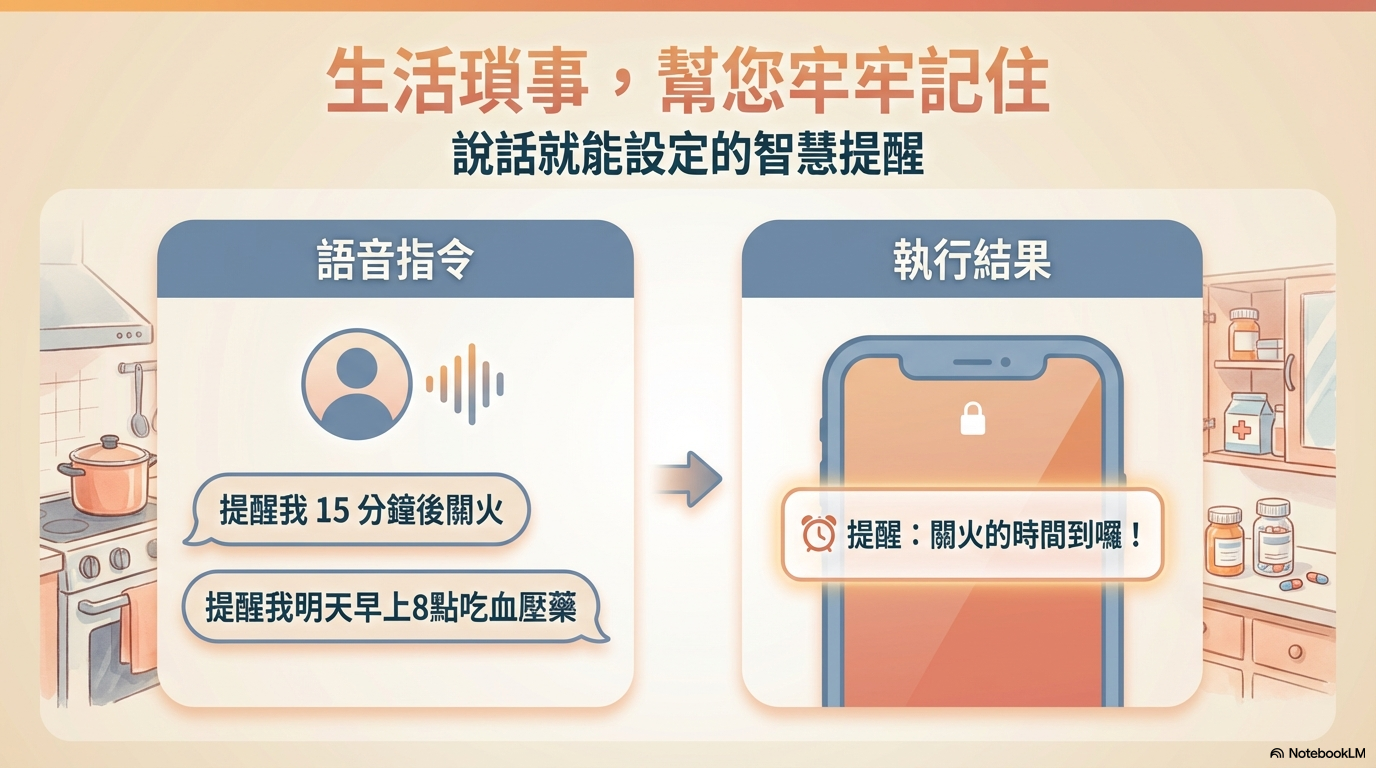 生活瑣事，幫您牢牢記住
說話就能設定的智慧提醒
語音指令
提醒我 15 分鐘後關火
提醒我明天早上8點吃血壓藥
執行結果
提醒：關火的時間到囉！
NotebookLM